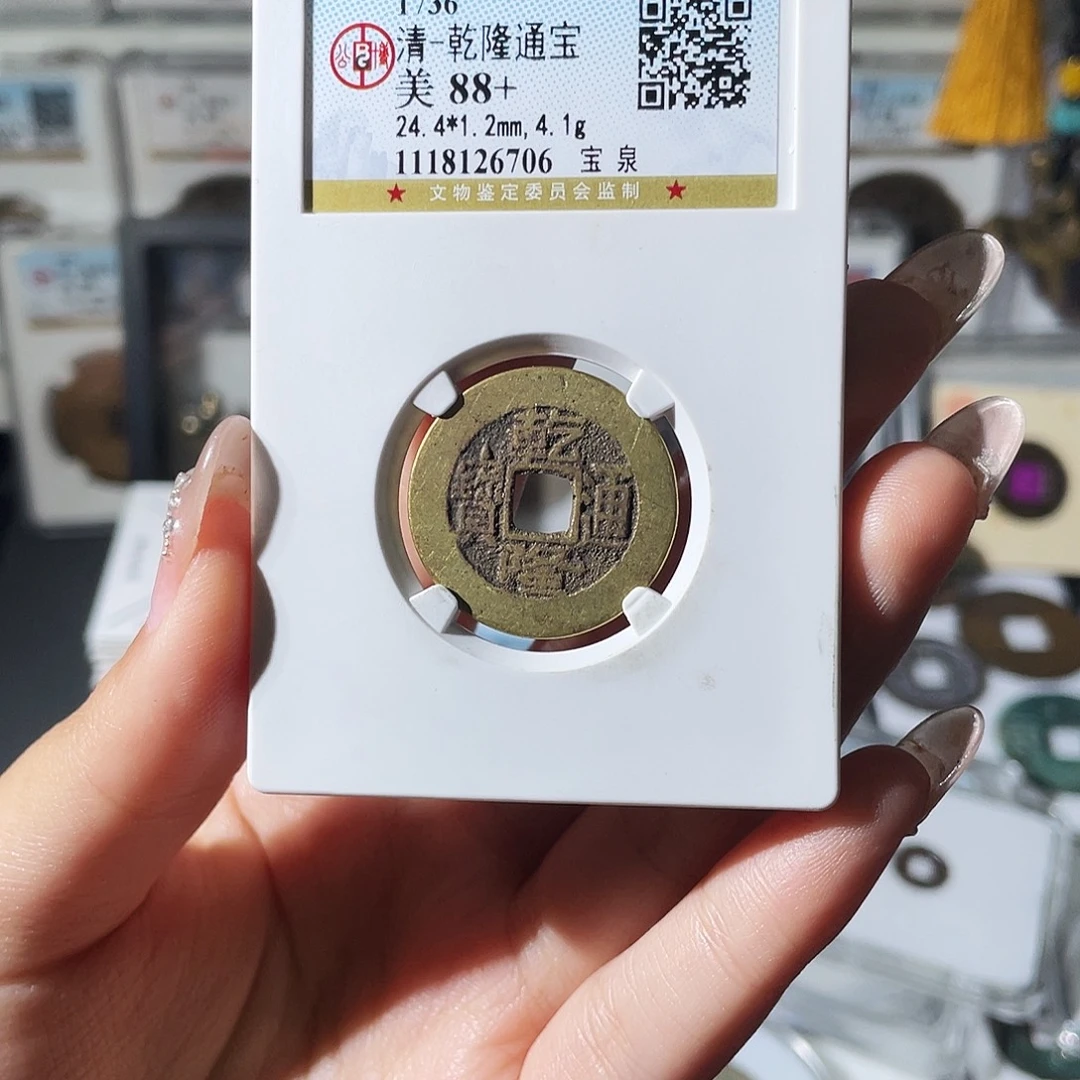 1736
清-乾隆通宝
美 88+
24.4*1.2mm,4.1g
1118126706 宝泉
★ 文物鉴定委员会监制 ★
乾隆通寶